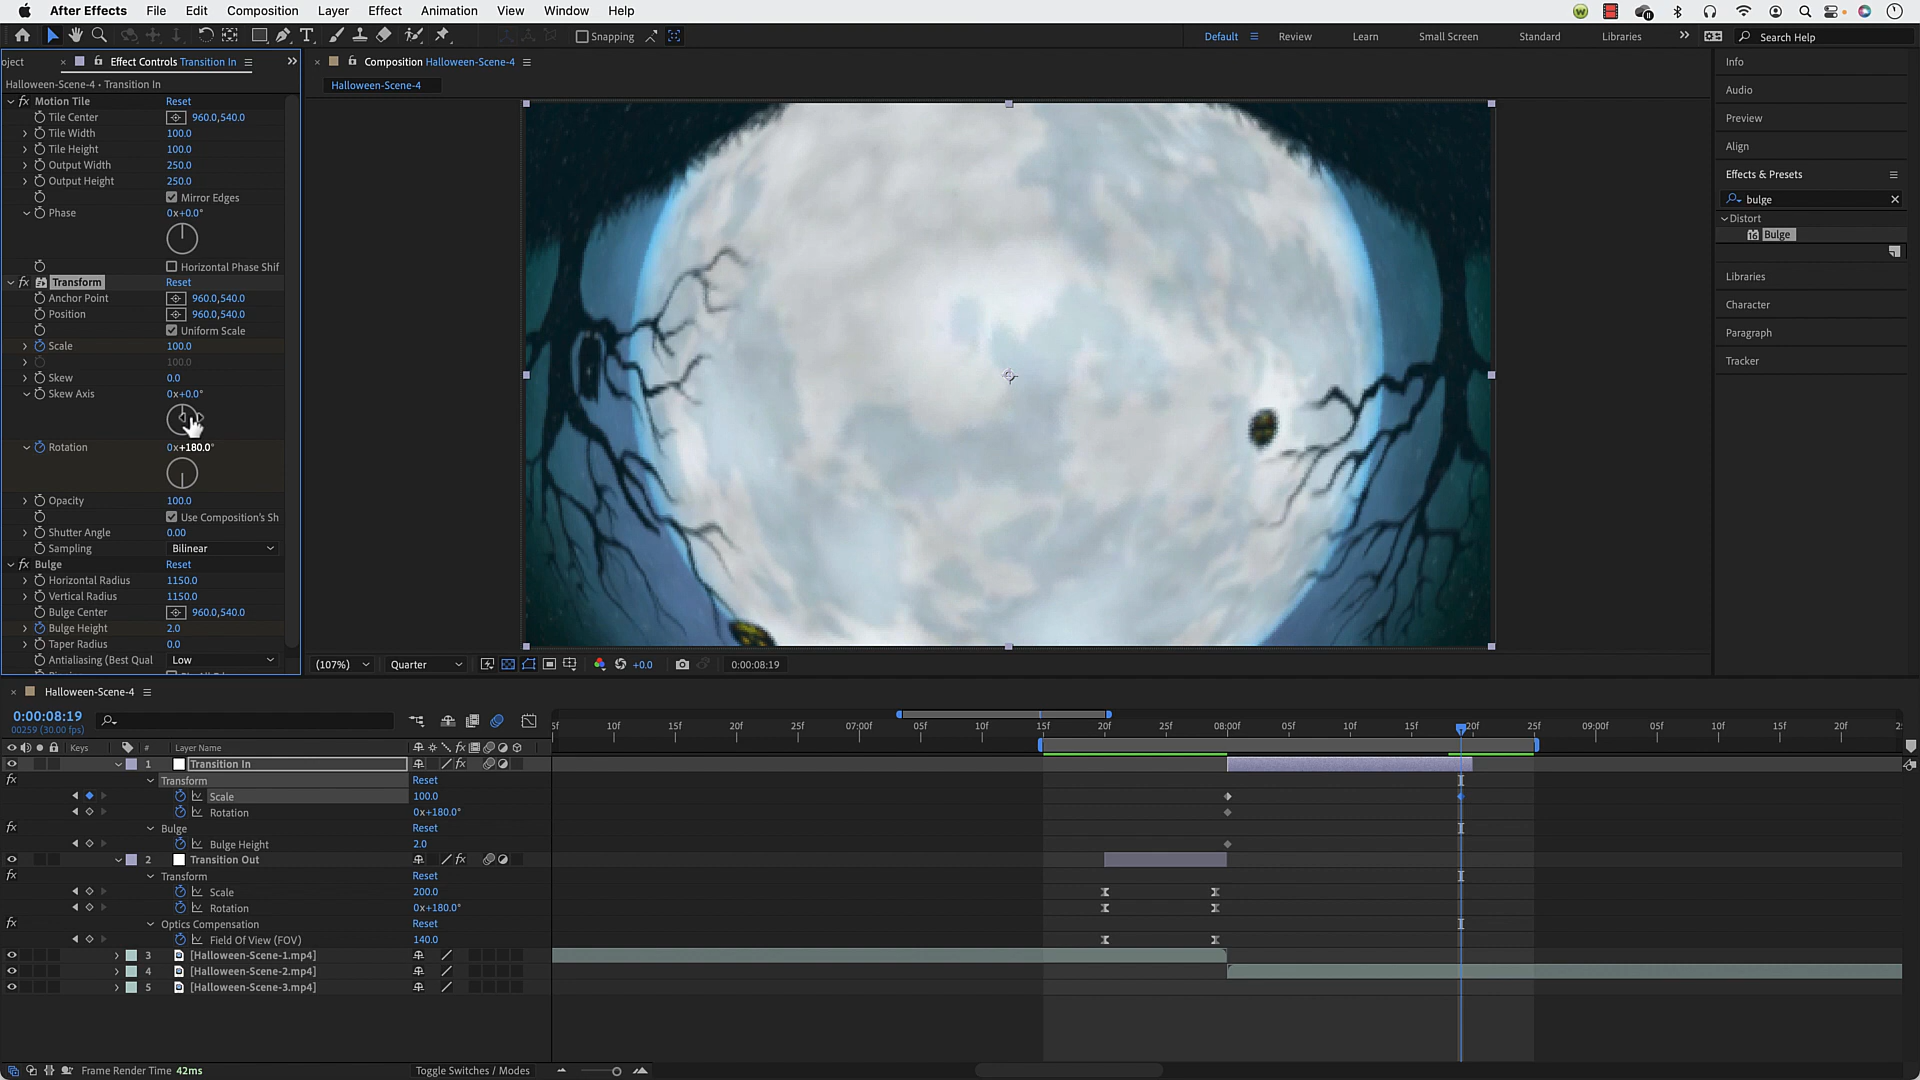 After Effects File Edit Composition Layer Effect Animation View Window Help
Snapping Default Review Learn Small Screen Standard Libraries Search Help
oject Effect Controls Transition In
Halloween-Scene-4 • Transition In
Motion Tile Reset
Tile Center 960.0,540.0
Tile Width 100.0
Tile Height 100.0
Output Width 250.0
Output Height 250.0
Mirror Edges
Phase 0x+0.0°
Horizontal Phase Shif
Transform Reset
Anchor Point 960.0,540.0
Position 960.0,540.0
Uniform Scale
Scale 100.0
100.0
Skew 0.0
Skew Axis 0x+0.0°
Rotation 0x+180.0°
Opacity 100.0
Use Composition's Sh
Shutter Angle 0.00
Sampling Bilinear
Bulge Reset
Horizontal Radius 1150.0
Vertical Radius 1150.0
Bulge Center 960.0,540.0
Bulge Height 2.0
Taper Radius 0.0
Antialiasing (Best Qual Low
Composition Halloween-Scene-4
Halloween-Scene-4
(107%) Quarter +0.0 0:00:08:19
Info
Audio
Preview
Align
Effects & Presets
bulge
Distort
Bulge
Libraries
Character
Paragraph
Tracker
Halloween-Scene-4
0:00:08:19
00259 (30.00 fps)
5f 10f 15f 20f 25f 07:00f 05f 10f 15f 20f 25f 08:00f 05f 10f 15f 20f 25f 09:00f 05f 10f 15f 20f 2
Keys # Layer Name
1 Transition In
Transform Reset
Scale 100.0
Rotation 0x+180.0°
Bulge Reset
Bulge Height 2.0
2 Transition Out
Transform Reset
Scale 200.0
Rotation 0x+180.0°
Optics Compensation Reset
Field Of View (FOV) 140.0
3 [Halloween-Scene-1.mp4]
4 [Halloween-Scene-2.mp4]
5 [Halloween-Scene-3.mp4]
Frame Render Time 42ms Toggle Switches / Modes